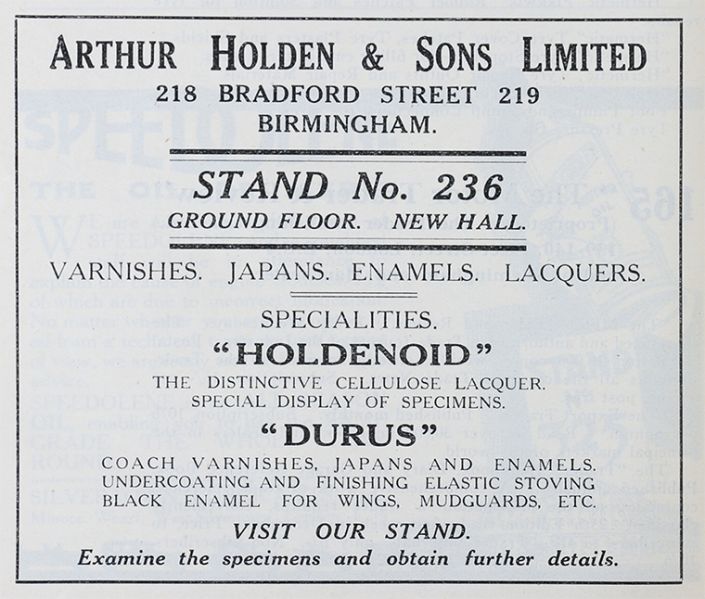 ARTHUR HOLDEN & SONS LIMITED
218 BRADFORD STREET 219
BIRMINGHAM.
STAND No. 236
GROUND FLOOR. NEW HALL.
VARNISHES. JAPANS. ENAMELS. LACQUERS.
SPECIALITIES.
"HOLDENOID"
THE DISTINCTIVE CELLULOSE LACQUER.
SPECIAL DISPLAY OF SPECIMENS.
"DURUS"
COACH VARNISHES, JAPANS AND ENAMELS.
UNDERCOATING AND FINISHING ELASTIC STOVING
BLACK ENAMEL FOR WINGS, MUDGUARDS, ETC.
VISIT OUR STAND.
Examine the specimens and obtain further details.